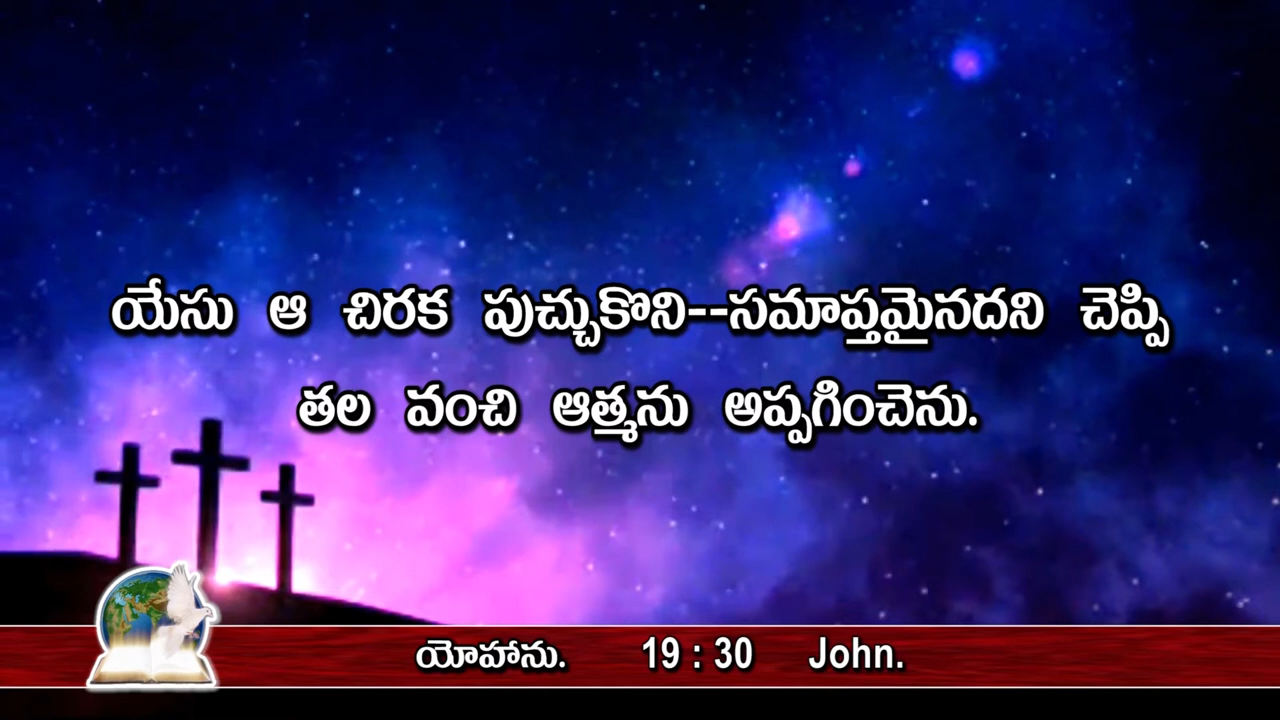 యేసు ఆ చిరక పుచ్చుకొని--సమాప్తమైనదని చెప్పి
తల వంచి ఆత్మను అప్పగించెను.
యోహాను. 19 : 30 John.